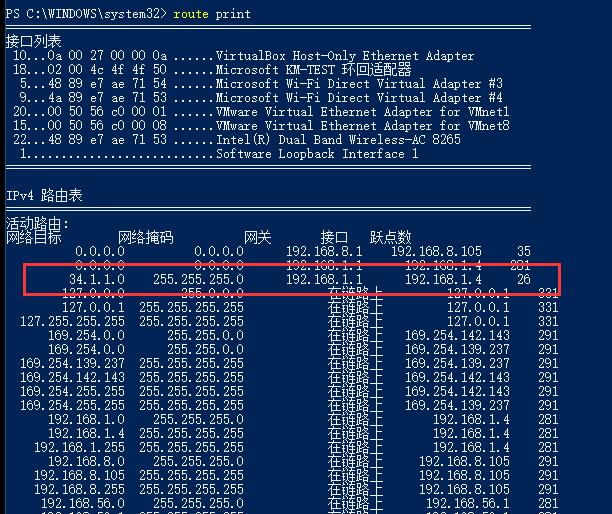 PS C:\WINDOWS\system32> route print
接口列表
10...0a 00 27 00 00 0a ......VirtualBox Host-Only Ethernet Adapter
18...02 00 4c 4f 4f 50 ......Microsoft KM-TEST 环回适配器
5...48 89 e7 ae 71 54 ......Microsoft Wi-Fi Direct Virtual Adapter #3
9...4a 89 e7 ae 71 53 ......Microsoft Wi-Fi Direct Virtual Adapter #4
20...00 50 56 c0 00 01 ......VMware Virtual Ethernet Adapter for VMnet1
15...00 50 56 c0 00 08 ......VMware Virtual Ethernet Adapter for VMnet8
22...48 89 e7 ae 71 53 ......Intel(R) Dual Band Wireless-AC 8265
1...........................Software Loopback Interface 1
IPv4 路由表
活动路由:
网络目标 网络掩码 网关 接口 跃点数
0.0.0.0 0.0.0.0 192.168.8.1 192.168.8.105 35
0.0.0.0 0.0.0.0 192.168.1.1 192.168.1.4 281
34.1.1.0 255.255.255.0 192.168.1.1 192.168.1.4 26
127.0.0.0 255.0.0.0 在链路上 127.0.0.1 331
127.0.0.1 255.255.255.255 在链路上 127.0.0.1 331
127.255.255.255 255.255.255.255 在链路上 127.0.0.1 331
169.254.0.0 255.255.0.0 在链路上 169.254.142.143 291
169.254.0.0 255.255.0.0 在链路上 169.254.139.237 291
169.254.139.237 255.255.255.255 在链路上 169.254.139.237 291
169.254.142.143 255.255.255.255 在链路上 169.254.142.143 291
169.254.255.255 255.255.255.255 在链路上 169.254.142.143 291
169.254.255.255 255.255.255.255 在链路上 169.254.139.237 291
192.168.1.0 255.255.255.0 在链路上 192.168.1.4 281
192.168.1.4 255.255.255.255 在链路上 192.168.1.4 281
192.168.1.255 255.255.255.255 在链路上 192.168.1.4 281
192.168.8.0 255.255.255.0 在链路上 192.168.8.105 291
192.168.8.105 255.255.255.255 在链路上 192.168.8.105 291
192.168.8.255 255.255.255.255 在链路上 192.168.8.105 291
192.168.56.0 255.255.255.0 在链路上 192.168.56.1 281